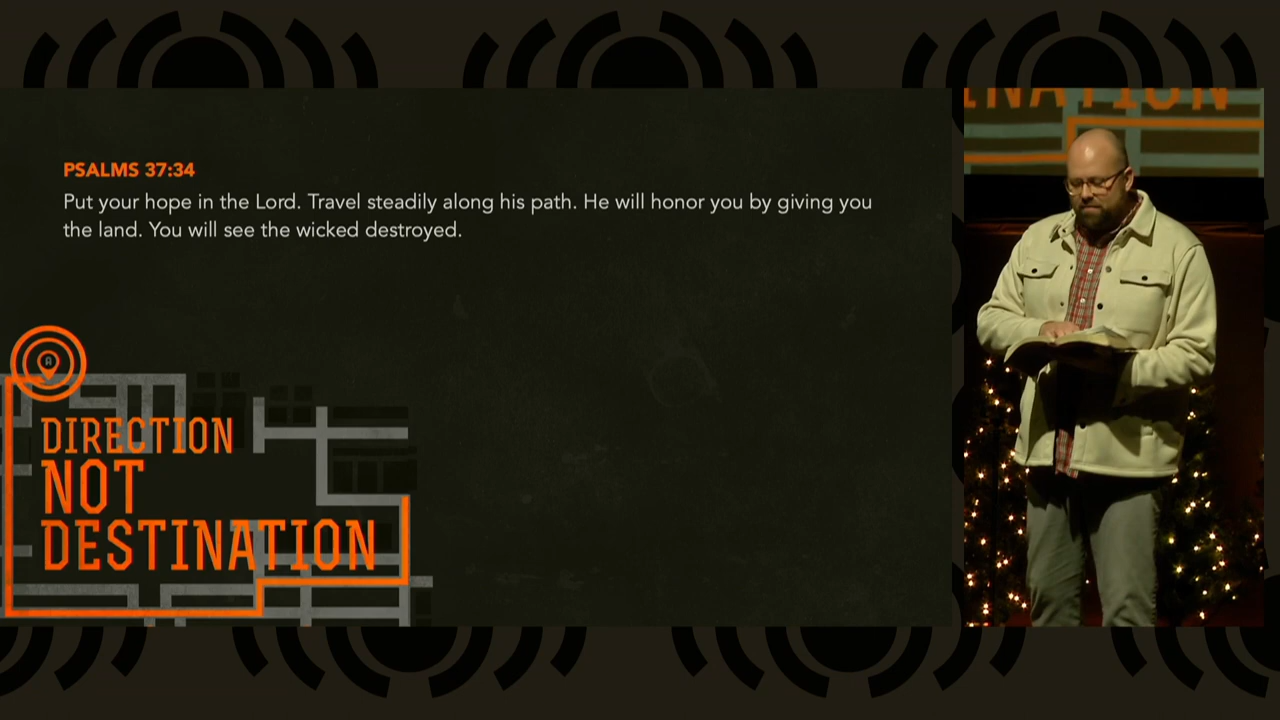 PSALMS 37:34
Put your hope in the Lord. Travel steadily along his path. He will honor you by giving you
the land. You will see the wicked destroyed.
DIRECTION
NOT
DESTINATION
INATION